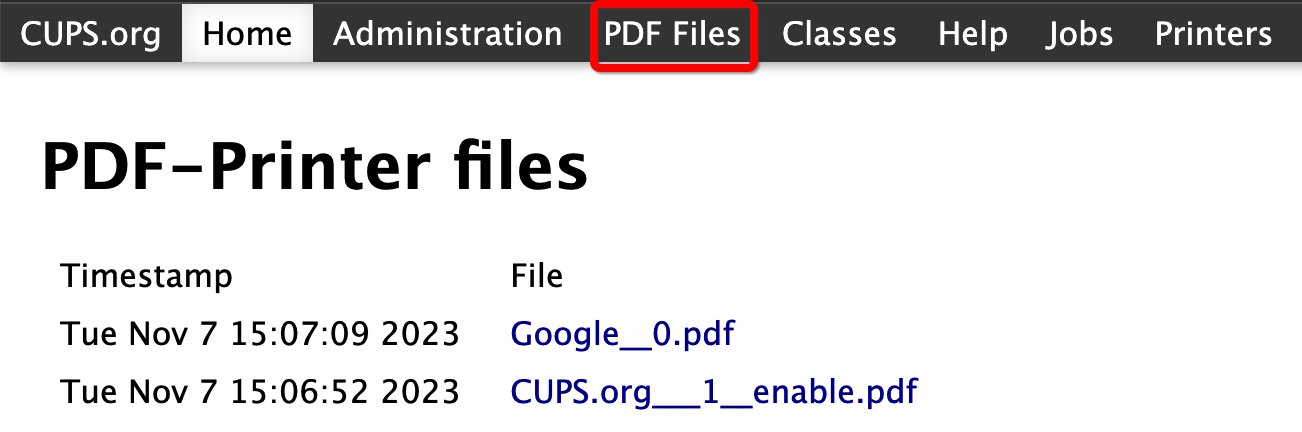 CUPS.org Home Administration PDF Files Classes Help Jobs Printers
PDF-Printer files
Timestamp File
Tue Nov 7 15:07:09 2023 Google__0.pdf
Tue Nov 7 15:06:52 2023 CUPS.org___1__enable.pdf